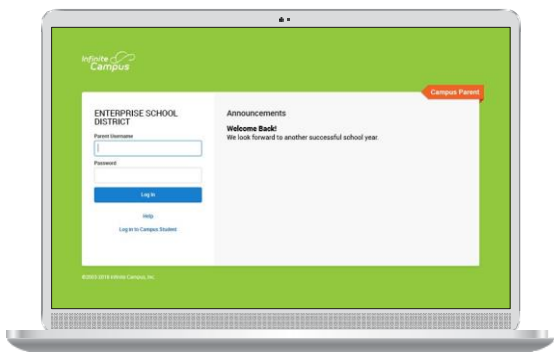 Infinite
Campus
Campus Parent
ENTERPRISE SCHOOL
DISTRICT
Parent Username
Password
Log In
Help
Log in to Campus Student
Announcements
Welcome Back!
We look forward to another successful school year.
©2003-2018 Infinite Campus, Inc.